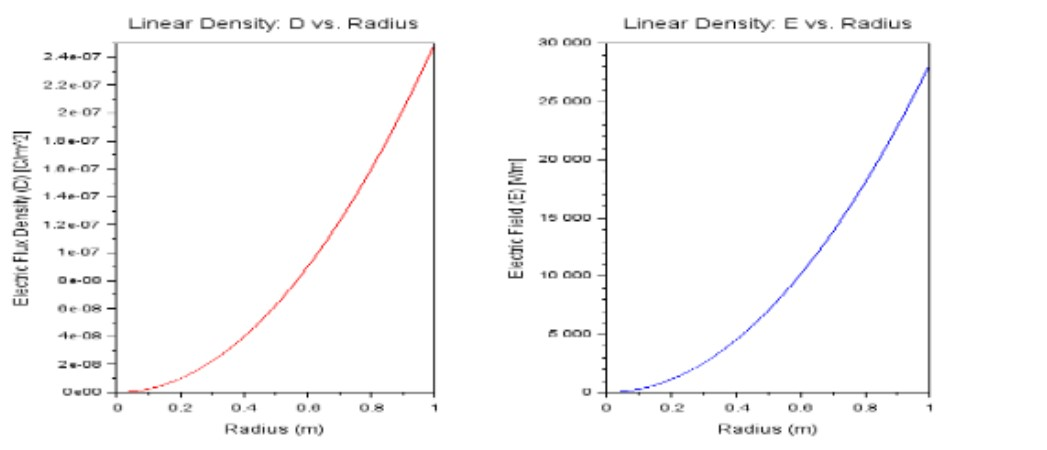 Linear Density: D vs. Radius
Electric Flux Density (D) [C/m^2]
2.4e-07
2.2e-07
2e-07
1.8e-07
1.6e-07
1.4e-07
1.2e-07
1e-07
8e-08
6e-08
4e-08
2e-08
0e00
0 0.2 0.4 0.6 0.8 1
Radius (m)
Linear Density: E vs. Radius
Electric Field (E) [V/m]
30 000
25 000
20 000
15 000
10 000
5 000
0
0 0.2 0.4 0.6 0.8 1
Radius (m)